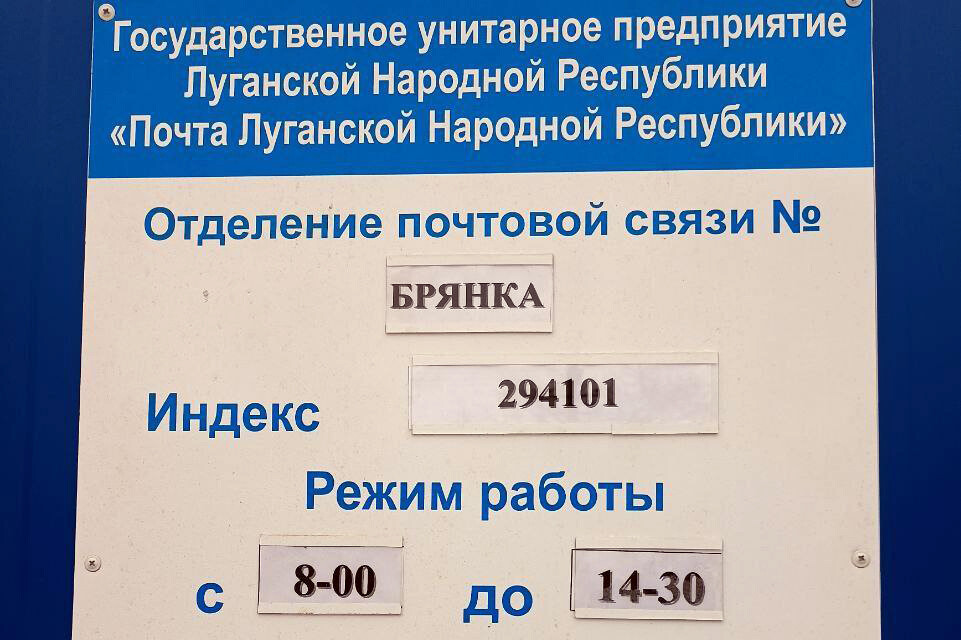 Государственное унитарное предприятие
Луганской Народной Республики
«Почта Луганской Народной Республики»
Отделение почтовой связи №
БРЯНКА
Индекс 294101
Режим работы
с 8-00 до 14-30